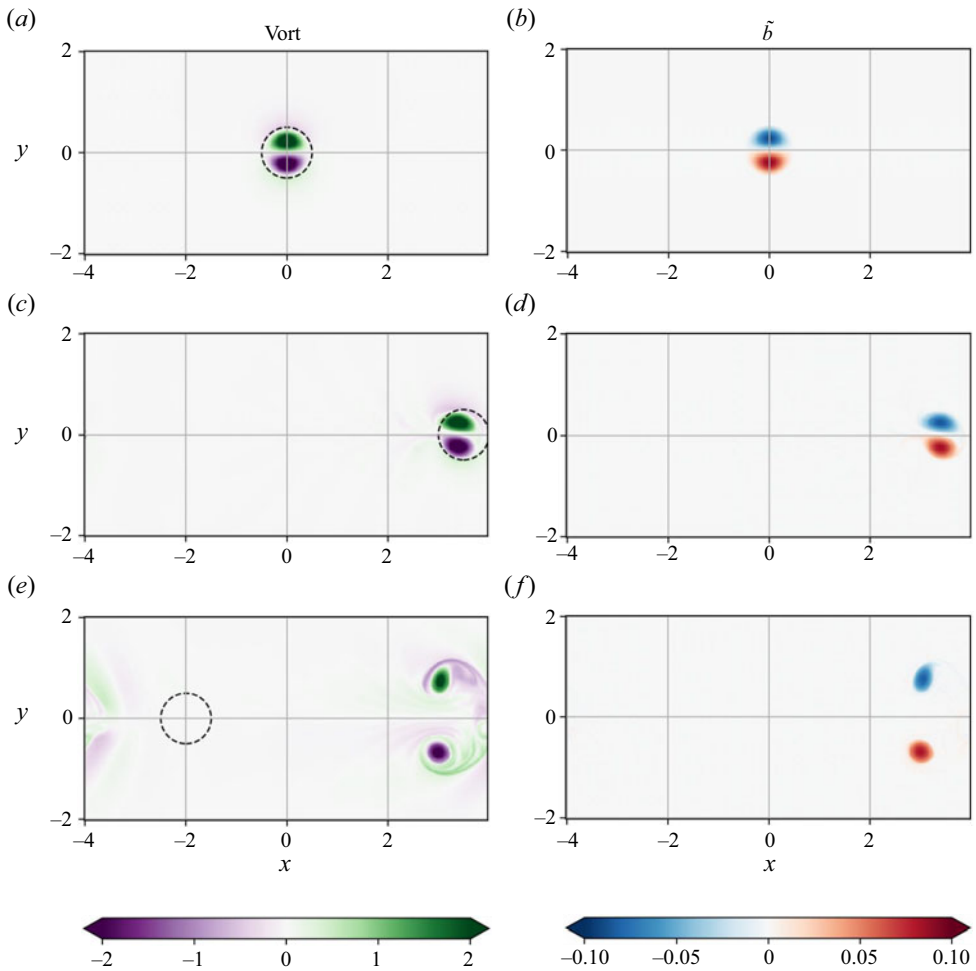 (a) Vort (b) b̃
2 2
y 0 0
–2 –2
–4 –2 0 2 –4 –2 0 2
(c) (d)
2 2
y 0 0
–2 –2
–4 –2 0 2 –4 –2 0 2
(e) (f)
2 2
y 0 0
–2 –2
–4 –2 0 2 –4 –2 0 2
x x
–2 –1 0 1 2 –0.10 –0.05 0 0.05 0.10